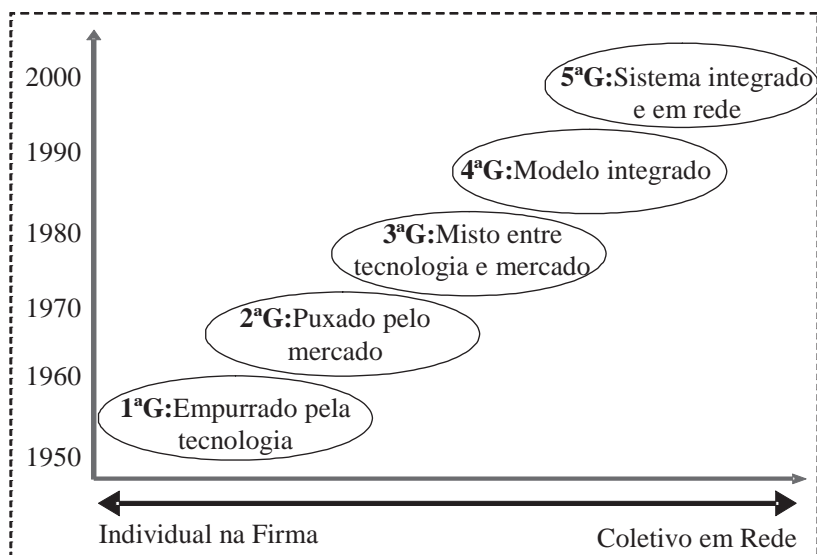 2000
5ªG:Sistema integrado
e em rede
1990
4ªG:Modelo integrado
1980
3ªG:Misto entre
tecnologia e mercado
1970
2ªG:Puxado pelo
mercado
1960
1ªG:Empurrado pela
tecnologia
1950
Individual na Firma
Coletivo em Rede